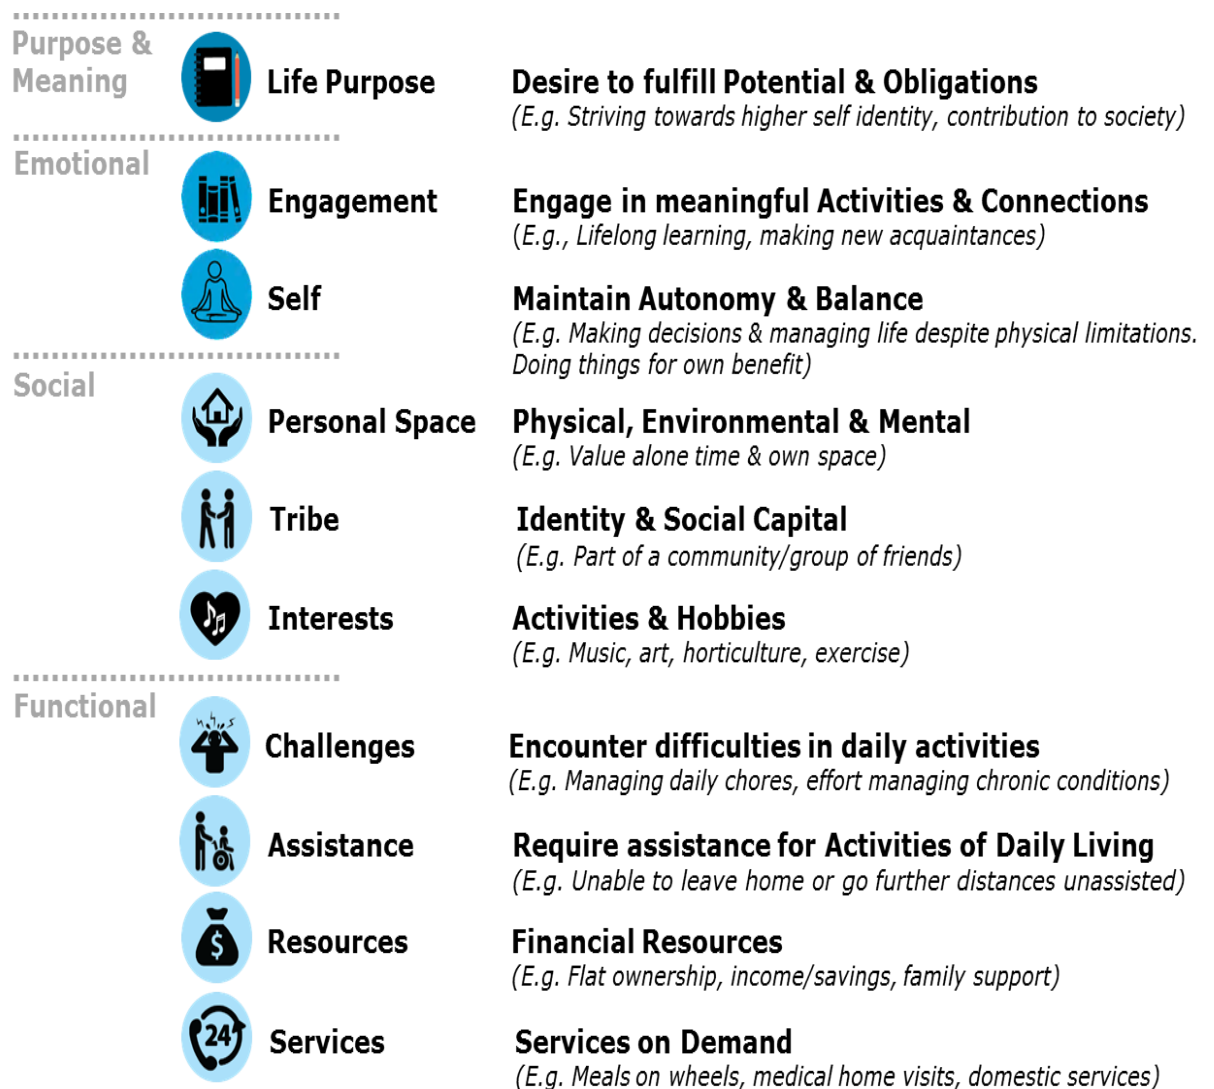 Purpose &
Meaning
Life Purpose
Desire to fulfill Potential & Obligations
(E.g. Striving towards higher self identity, contribution to society)
Emotional
Engagement
Engage in meaningful Activities & Connections
(E.g., Lifelong learning, making new acquaintances)
Self
Maintain Autonomy & Balance
(E.g. Making decisions & managing life despite physical limitations.
Doing things for own benefit)
Social
Personal Space
Physical, Environmental & Mental
(E.g. Value alone time & own space)
Tribe
Identity & Social Capital
(E.g. Part of a community/group of friends)
Interests
Activities & Hobbies
(E.g. Music, art, horticulture, exercise)
Functional
Challenges
Encounter difficulties in daily activities
(E.g. Managing daily chores, effort managing chronic conditions)
Assistance
Require assistance for Activities of Daily Living
(E.g. Unable to leave home or go further distances unassisted)
$
Resources
Financial Resources
(E.g. Flat ownership, income/savings, family support)
24
Services
Services on Demand
(E.g. Meals on wheels, medical home visits, domestic services)